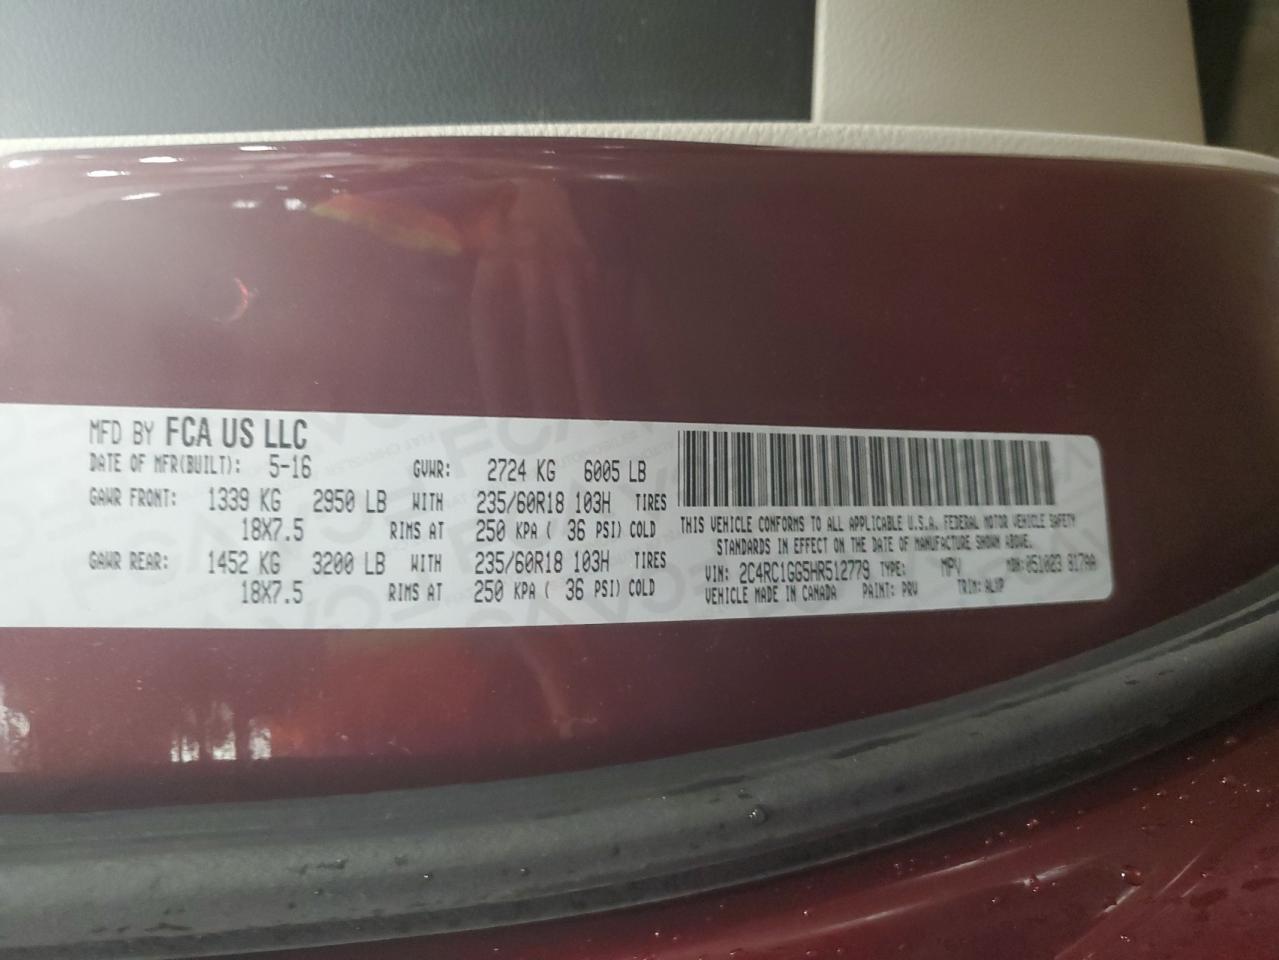 MFD BY FCA US LLC
DATE OF MFR(BUILT): 5-16 GVWR: 2724 KG 6005 LB
GAWR FRONT: 1339 KG 2950 LB WITH 235/60R18 103H TIRES
18X7.5 RIMS AT 250 KPA ( 36 PSI) COLD
GAWR REAR: 1452 KG 3200 LB WITH 235/60R18 103H TIRES
18X7.5 RIMS AT 250 KPA ( 36 PSI) COLD
THIS VEHICLE CONFORMS TO ALL APPLICABLE U.S.A. FEDERAL MOTOR VEHICLE SAFETY
STANDARDS IN EFFECT ON THE DATE OF MANUFACTURE SHOWN ABOVE.
VIN: 2C4RC1GG5HR512779 TYPE: MPV MDH: 051023 817AA
VEHICLE MADE IN CANADA PAINT: PRV TRIM: